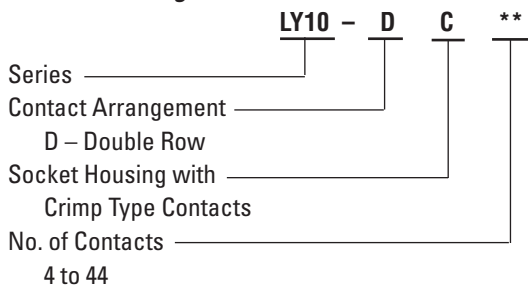 LY10 – D C **
Series
Contact Arrangement
D – Double Row
Socket Housing with
Crimp Type Contacts
No. of Contacts
4 to 44